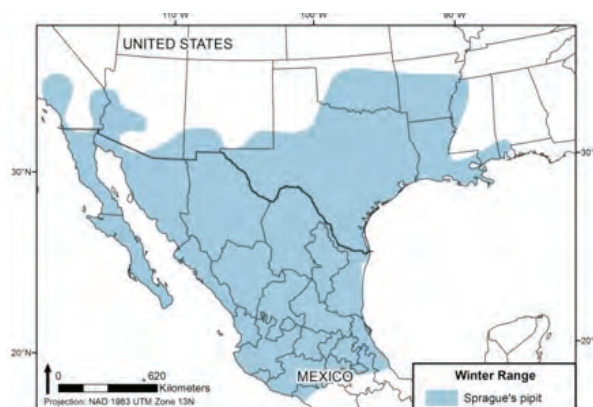 110°W 100°W 90°W
UNITED STATES
30°N 30°N
20°N 20°N
0 620
Kilometers
Projection: NAD 1983 UTM Zone 13N
MEXICO
Winter Range
Sprague's pipit